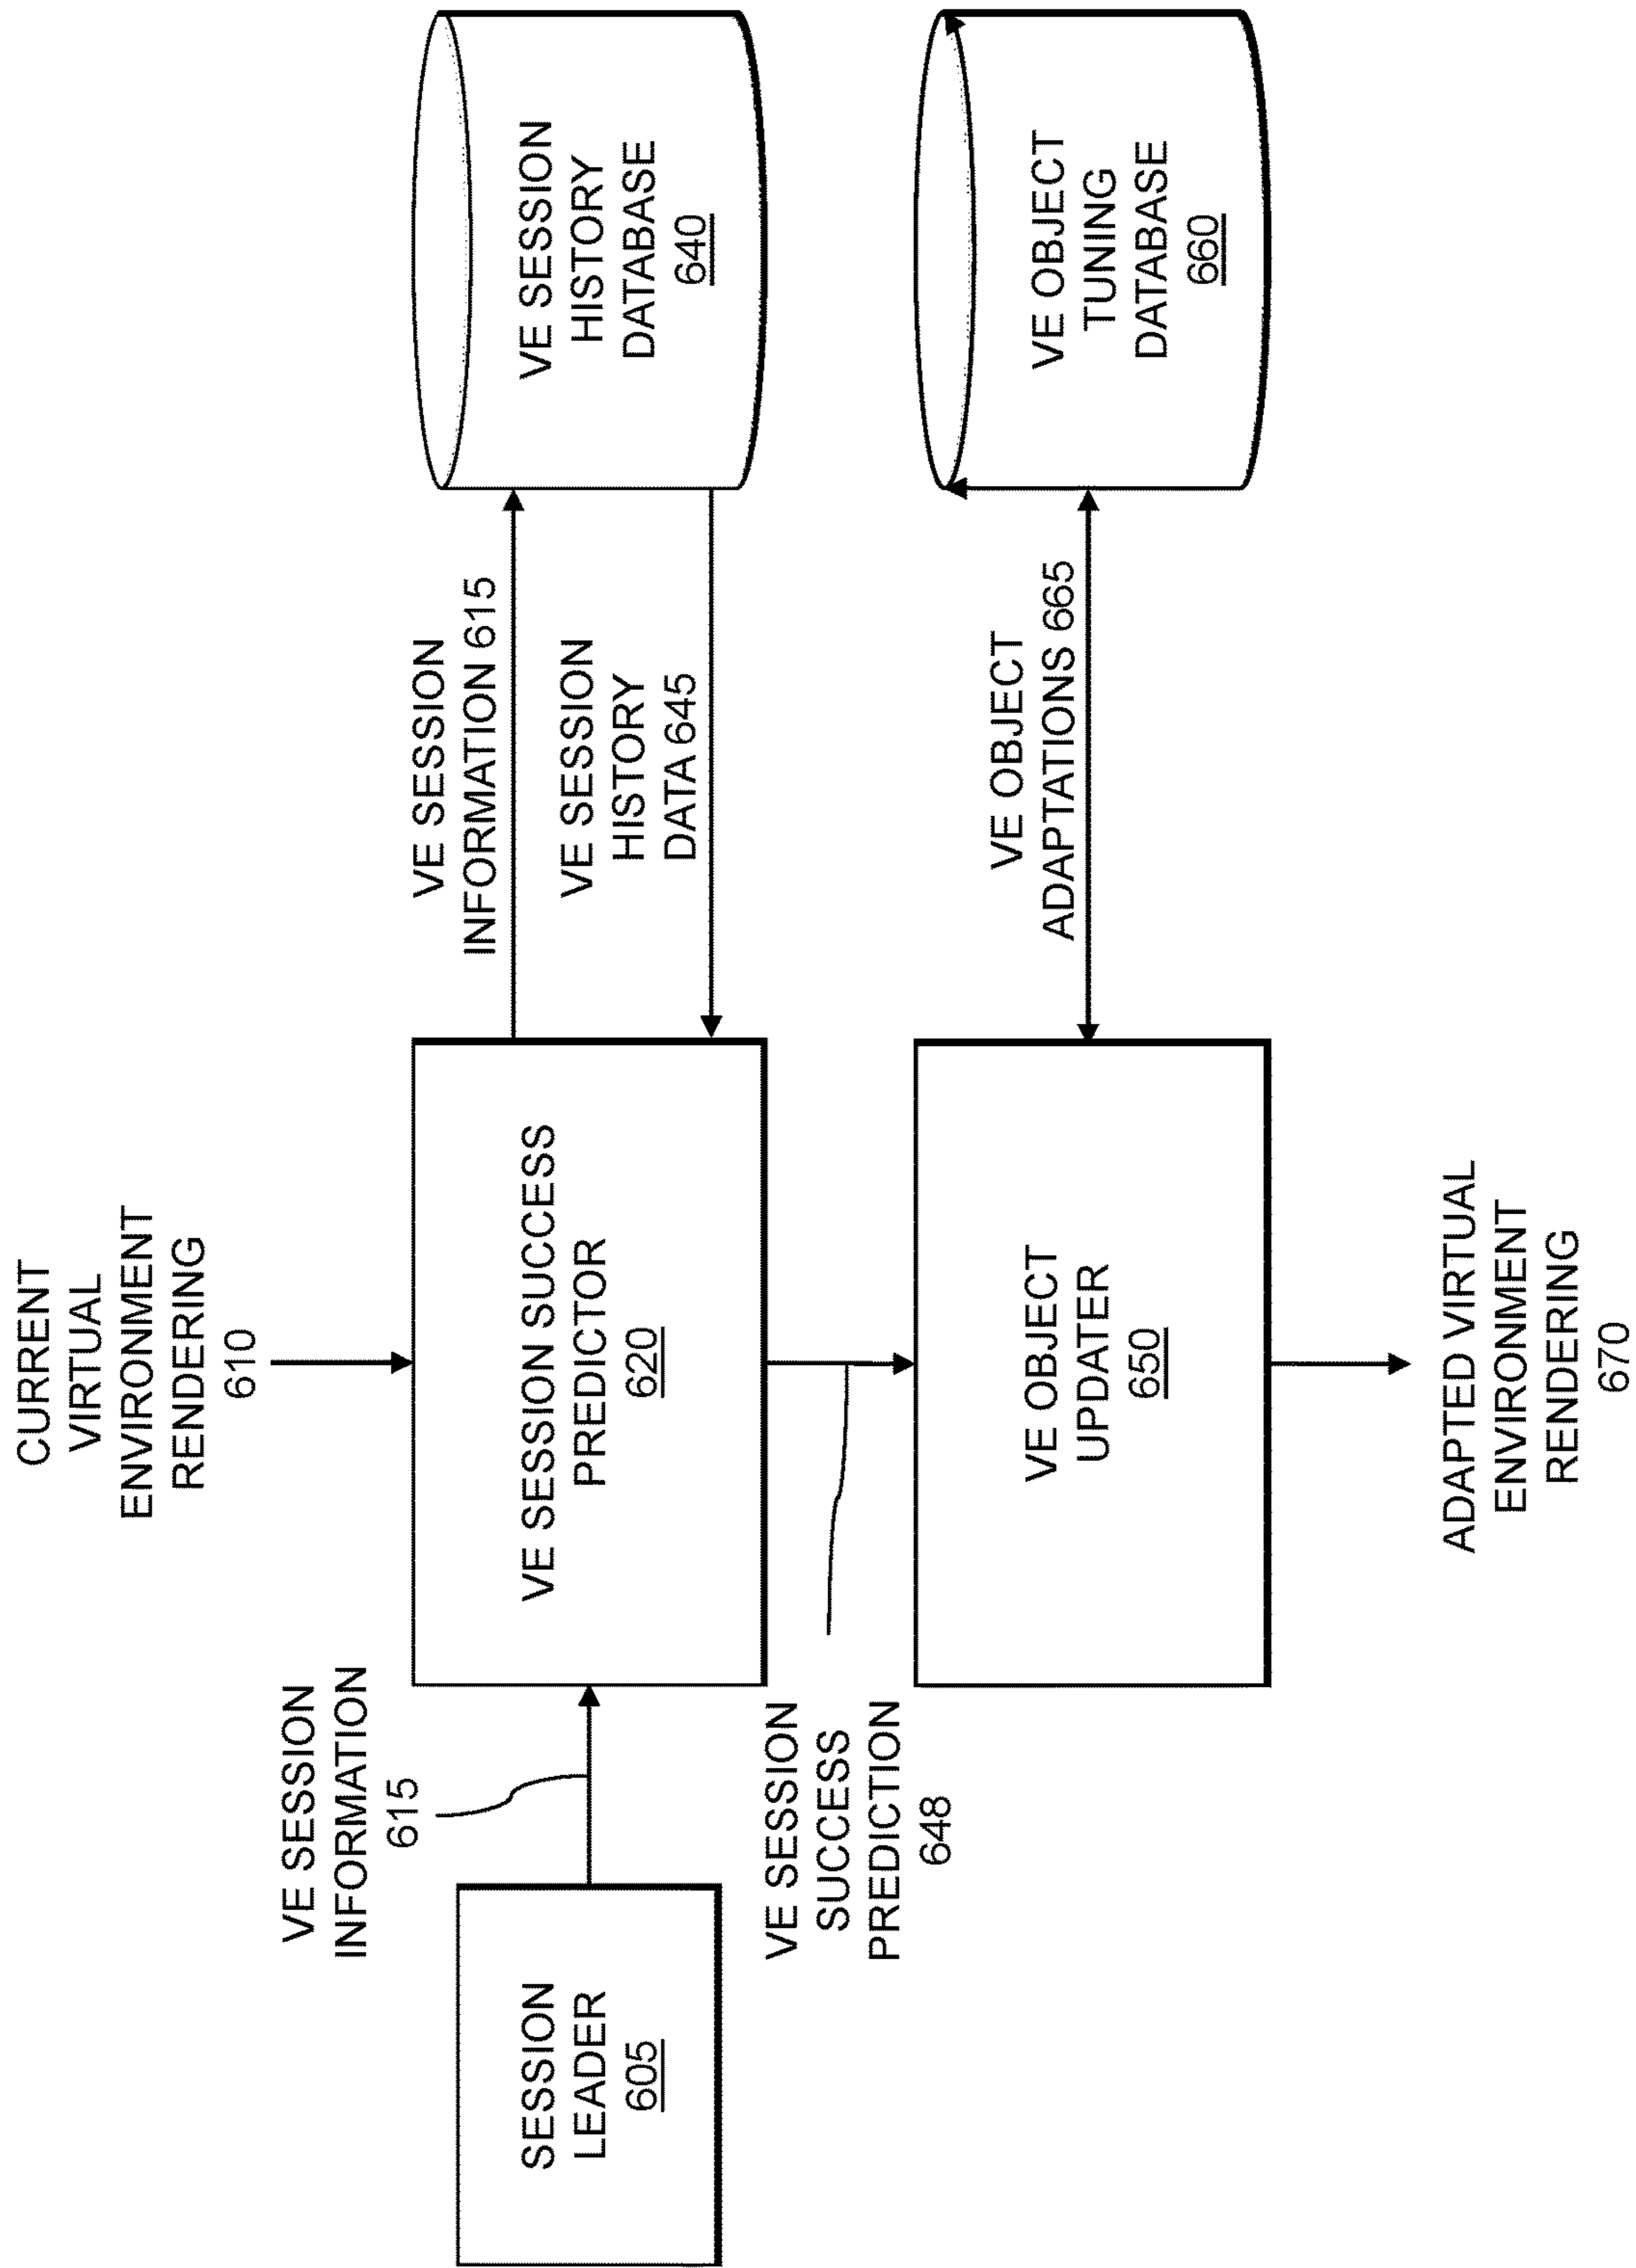 CURRENT
VIRTUAL
ENVIRONMENT
RENDERING
610
VE SESSION
INFORMATION
615
SESSION
LEADER
605
VE SESSION SUCCESS
PREDICTOR
620
VE SESSION
INFORMATION 615
VE SESSION
HISTORY
DATA 645
VE SESSION
HISTORY
DATABASE
640
VE SESSION
SUCCESS
PREDICTION
648
VE OBJECT
UPDATER
650
VE OBJECT
ADAPTATIONS 665
VE OBJECT
TUNING
DATABASE
660
ADAPTED VIRTUAL
ENVIRONMENT
RENDERING
670